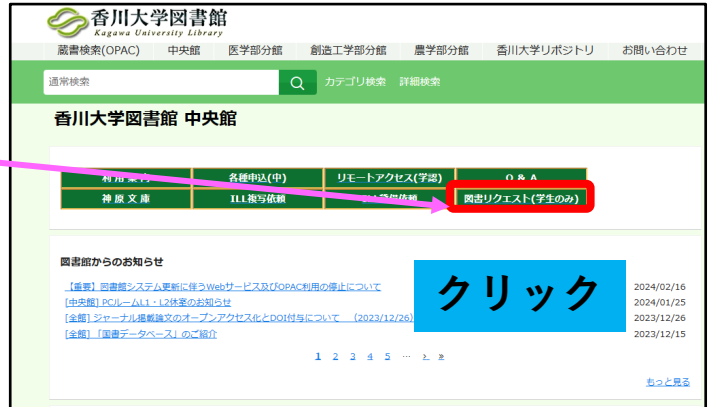 香川大学図書館
Kagawa University Library
蔵書検索(OPAC) 中央館 医学部分館 創造工学部分館 農学部分館 香川大学リポジトリ お問い合わせ
通常検索 カテゴリ検索 詳細検索
香川大学図書館 中央館
各種申込(中) リモートアクセス(学認) Q & A
神原文庫 ILL複写依頼 図書リクエスト(学生のみ)
図書館からのお知らせ
【重要】図書館システム更新に伴うWebサービス及びOPAC利用の停止について 2024/02/16
[中央館] PCルームL1・L2休室のお知らせ 2024/01/25
[全館] ジャーナル掲載論文のオープンアクセス化とDOI付与について (2023/12/26) 2023/12/26
[全館] 「国書データベース」のご紹介 2023/12/15
クリック
1 2 3 4 5 … > »
もっと見る